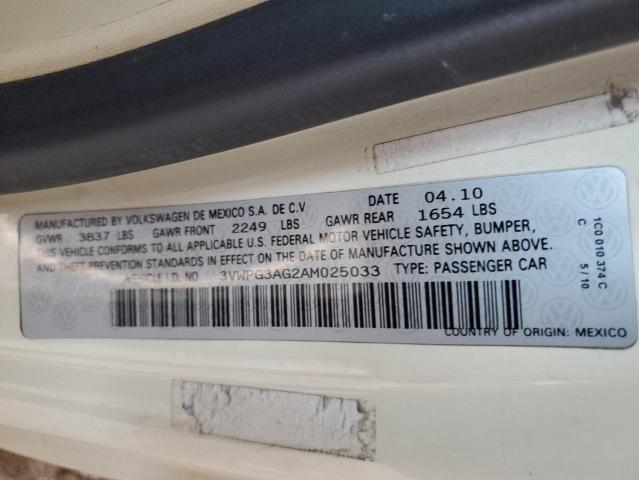 MANUFACTURED BY VOLKSWAGEN DE MEXICO S.A. DE C.V DATE 04.10
GVWR 3837 LBS GAWR FRONT 2249 LBS GAWR REAR 1654 LBS
THIS VEHICLE CONFORMS TO ALL APPLICABLE U.S. FEDERAL MOTOR VEHICLE SAFETY, BUMPER,
AND THEFT PREVENTION STANDARDS IN EFFECT ON THE DATE OF MANUFACTURE SHOWN ABOVE.
VEHICLE I.D. NO. 3VWPG3AG2AM025033 TYPE: PASSENGER CAR
COUNTRY OF ORIGIN: MEXICO
1C0 010 374 C
C 5/10